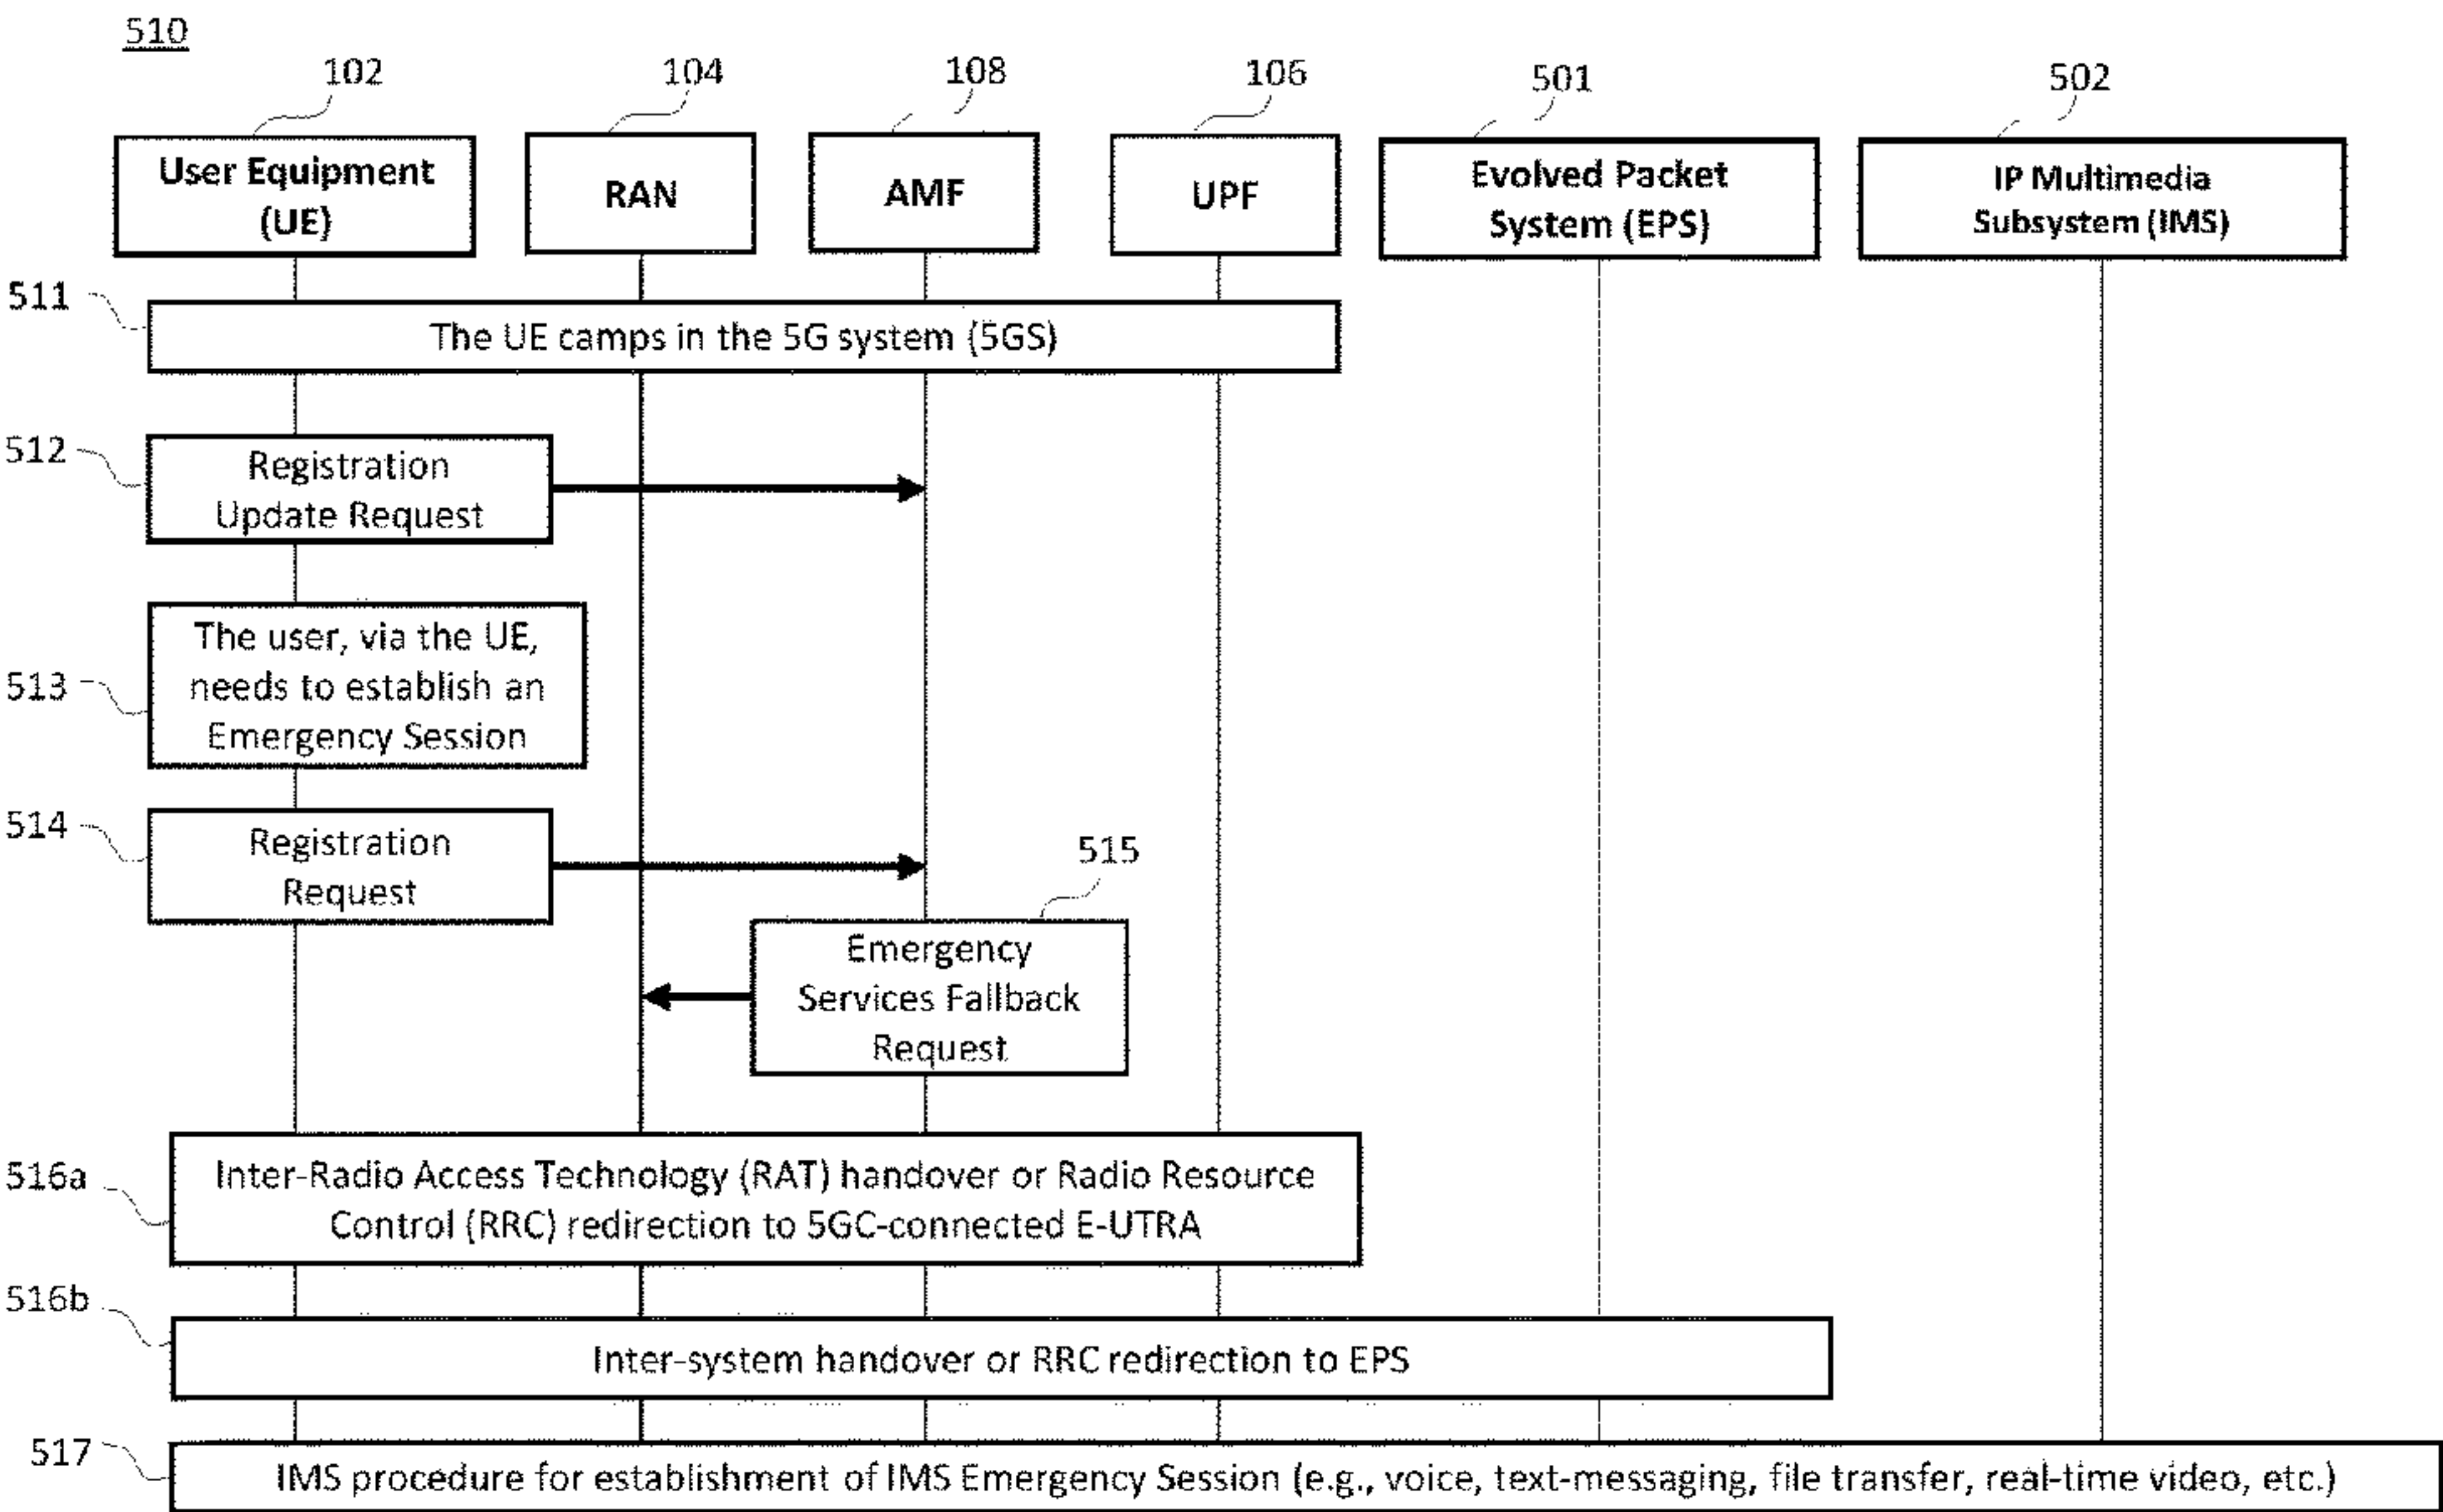 510
102
104
108
106
501
502
User Equipment
(UE)
RAN
AMF
UPF
Evolved Packet
System (EPS)
IP Multimedia
Subsystem (IMS)
511
The UE camps in the 5G system (5GS)
512
Registration
Update Request
513
The user, via the UE,
needs to establish an
Emergency Session
514
Registration
Request
515
Emergency
Services Fallback
Request
516a
Inter-Radio Access Technology (RAT) handover or Radio Resource
Control (RRC) redirection to 5GC-connected E-UTRA
516b
Inter-system handover or RRC redirection to EPS
517
IMS procedure for establishment of IMS Emergency Session (e.g., voice, text-messaging, file transfer, real-time video, etc.)